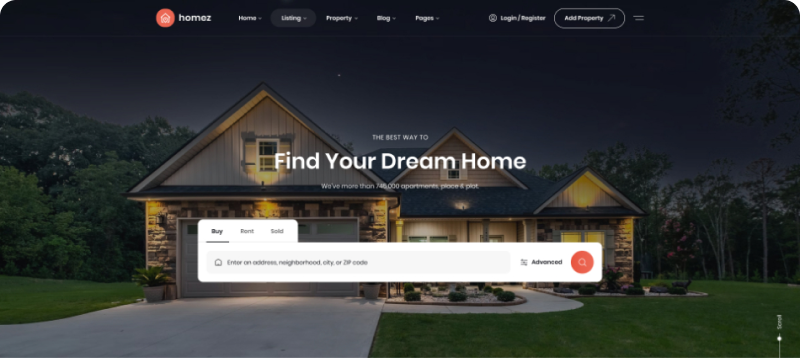 homez
Home
Listing
Property
Blog
Pages
Login / Register
Add Property
THE BEST WAY TO
Find Your Dream Home
We've more than 745,000 apartments, place & plot.
Buy
Rent
Sold
Enter an address, neighborhood, city, or ZIP code
Advanced
Scroll